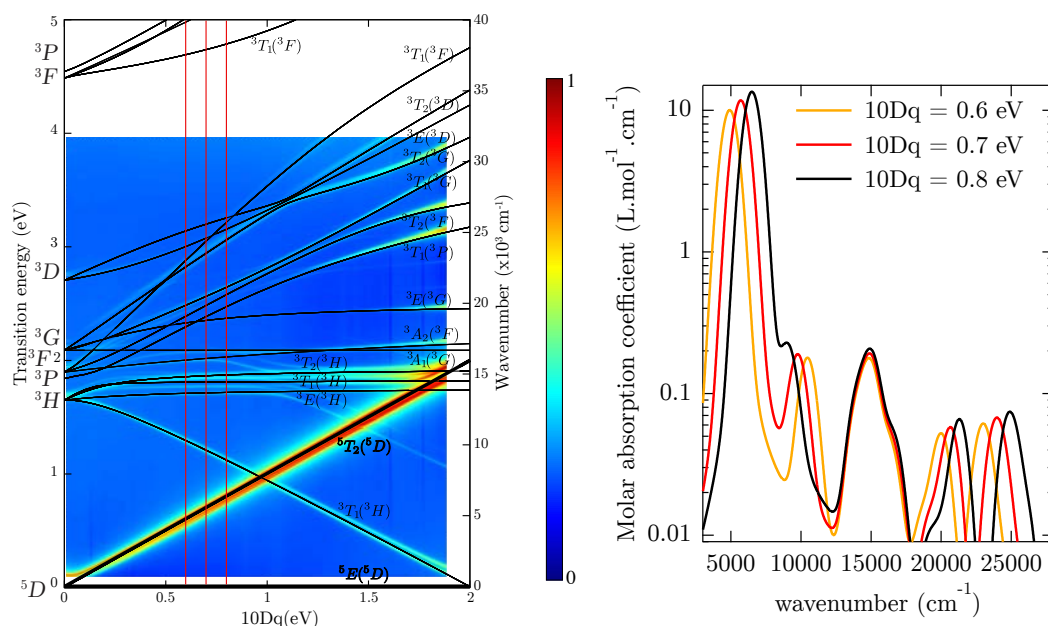 5
4
3
2
1
0
Transition energy (eV)
³P
³F
³D
³G
³F
³P
³H
⁵D
0
0.5
1
1.5
2
10Dq(eV)
40
35
30
25
20
15
10
5
0
Wavenumber (x10³ cm⁻¹)
³T₁(³F)
³T₁(³F)
³T₂(³D)
³E(³D)
³T₂(³G)
³T₁(³G)
³T₂(³F)
³T₁(³P)
³E(³G)
³A₂(³F)
³A₁(³G)
³T₂(³H)
³T₁(³H)
³E(³H)
⁵T₂(⁵D)
³T₁(³H)
⁵E(⁵D)
1
0
Molar absorption coefficient (L.mol⁻¹.cm⁻¹)
10
1
0.1
0.01
10Dq = 0.6 eV
10Dq = 0.7 eV
10Dq = 0.8 eV
5000
10000
15000
20000
25000
wavenumber (cm⁻¹)